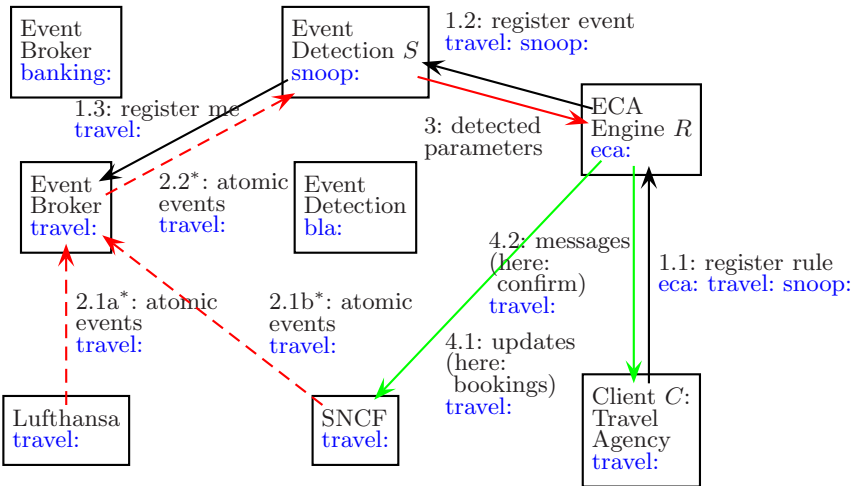 Event
Broker
banking:
Event
Detection S
snoop:
1.2: register event
travel: snoop:
ECA
Engine R
eca:
1.3: register me
travel:
3: detected
parameters
Event
Broker
travel:
2.2*: atomic
events
travel:
Event
Detection
bla:
4.2: messages
(here:
confirm)
travel:
1.1: register rule
eca: travel: snoop:
2.1a*: atomic
events
travel:
2.1b*: atomic
events
travel:
4.1: updates
(here:
bookings)
travel:
Lufthansa
travel:
SNCF
travel:
Client C:
Travel
Agency
travel: